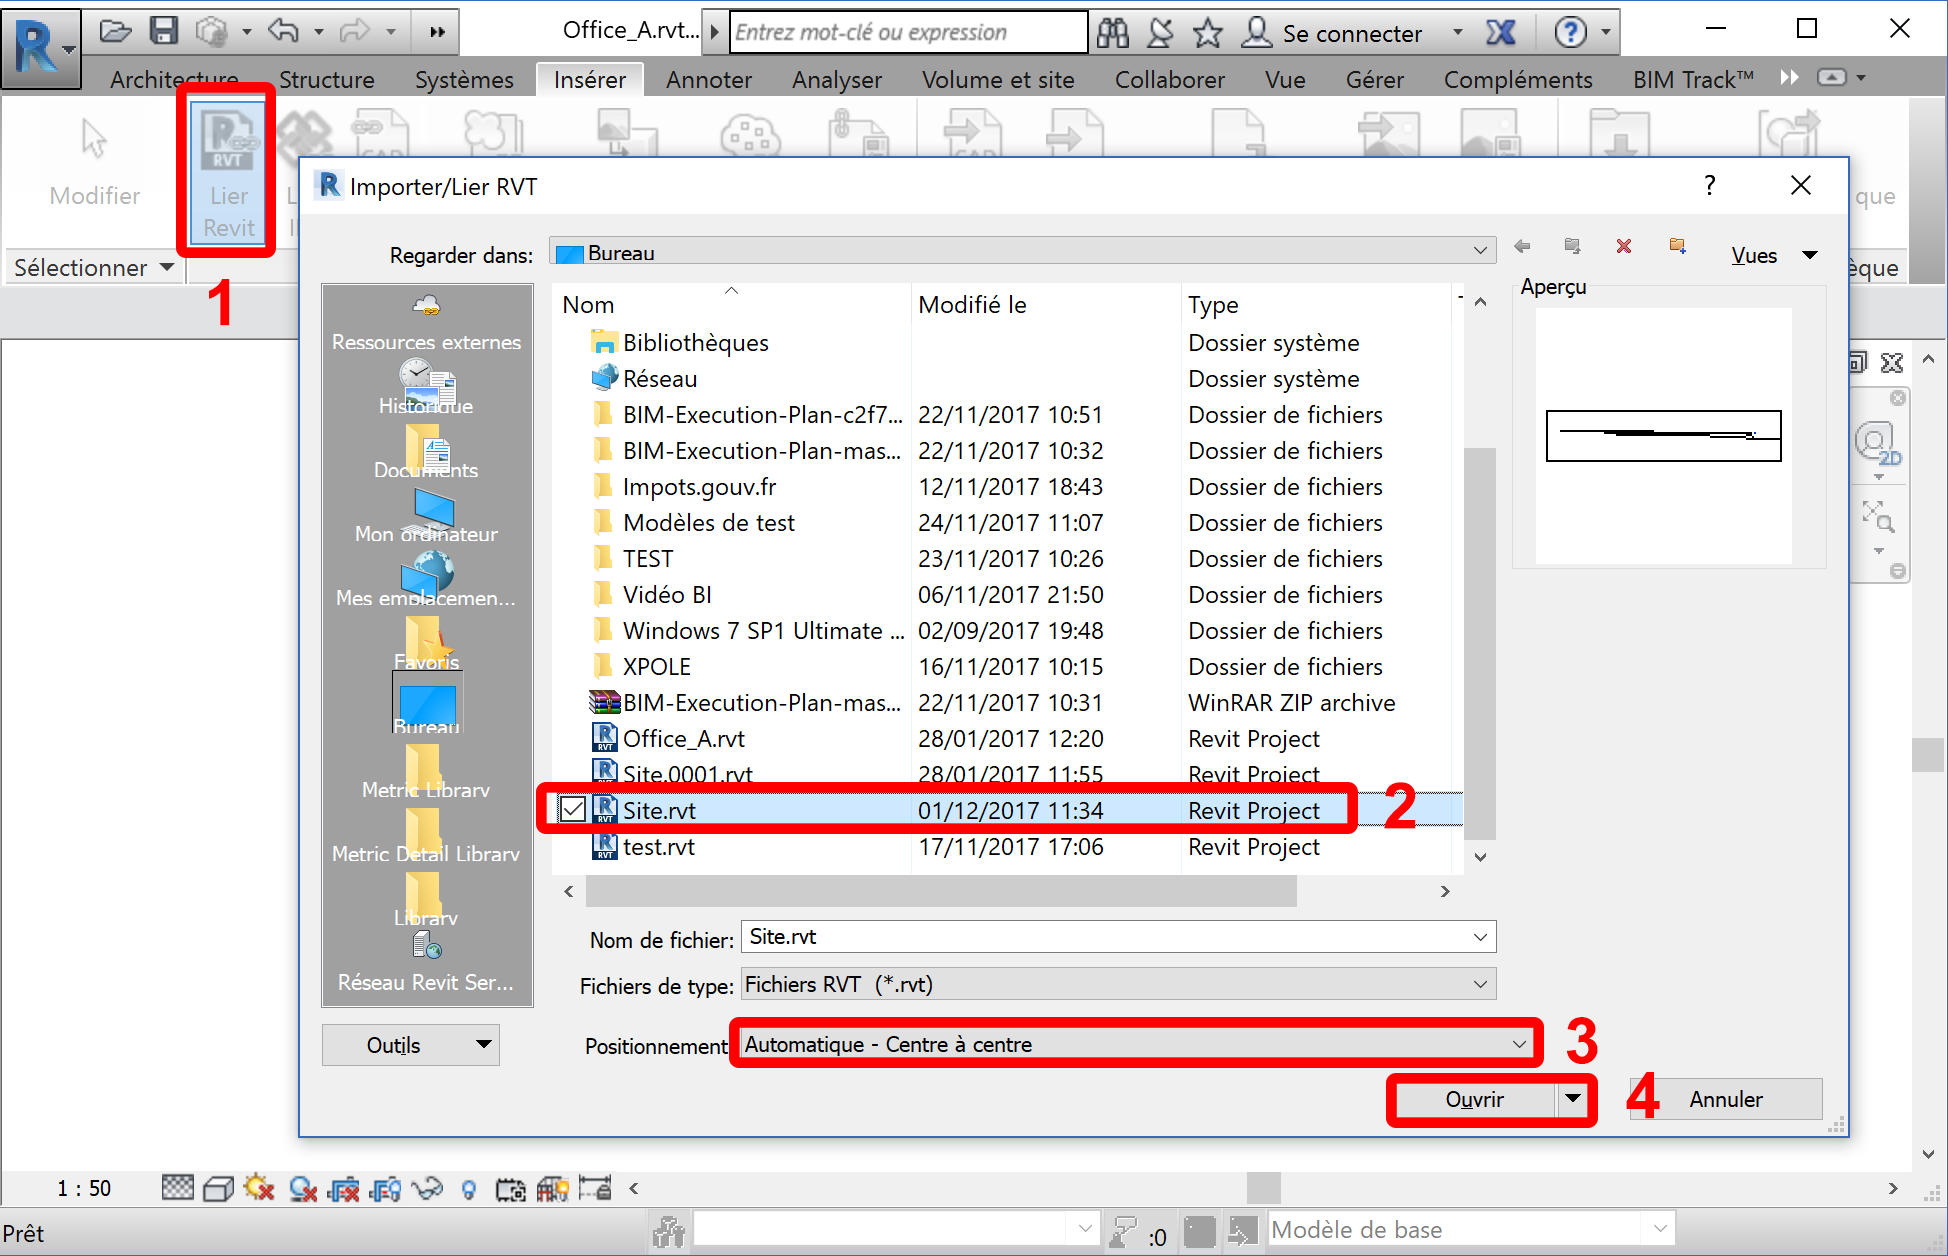 Office_A.rvt...
Entrez mot-clé ou expression
Se connecter
Architecture
Structure
Systèmes
Insérer
Annoter
Analyser
Volume et site
Collaborer
Vue
Gérer
Compléments
BIM Track™
Modifier
RVT
Lier
Revit
que
Sélectionner
èque
1
Importer/Lier RVT
?
Regarder dans:
Bureau
Vues
Aperçu
Ressources externes
Historique
Documents
Mon ordinateur
Mes emplacemen...
Favoris
Bureau
Metric Library
Metric Detail Library
Library
Réseau Revit Ser...
Nom Modifié le Type
Bibliothèques Dossier système
Réseau Dossier système
BIM-Execution-Plan-c2f7... 22/11/2017 10:51 Dossier de fichiers
BIM-Execution-Plan-mas... 22/11/2017 10:32 Dossier de fichiers
Impots.gouv.fr 12/11/2017 18:43 Dossier de fichiers
Modèles de test 24/11/2017 11:07 Dossier de fichiers
TEST 23/11/2017 10:26 Dossier de fichiers
Vidéo BI 06/11/2017 21:50 Dossier de fichiers
Windows 7 SP1 Ultimate ... 02/09/2017 19:48 Dossier de fichiers
XPOLE 16/11/2017 10:15 Dossier de fichiers
BIM-Execution-Plan-mas... 22/11/2017 10:31 WinRAR ZIP archive
Office_A.rvt 28/01/2017 12:20 Revit Project
Site.0001.rvt 28/01/2017 11:55 Revit Project
Site.rvt 01/12/2017 11:34 Revit Project
2
test.rvt 17/11/2017 17:06 Revit Project
Nom de fichier: Site.rvt
Fichiers de type: Fichiers RVT (*.rvt)
Positionnement Automatique - Centre à centre
3
Outils
Ouvrir
4
Annuler
2D
1 : 50
Prêt
:0
Modèle de base